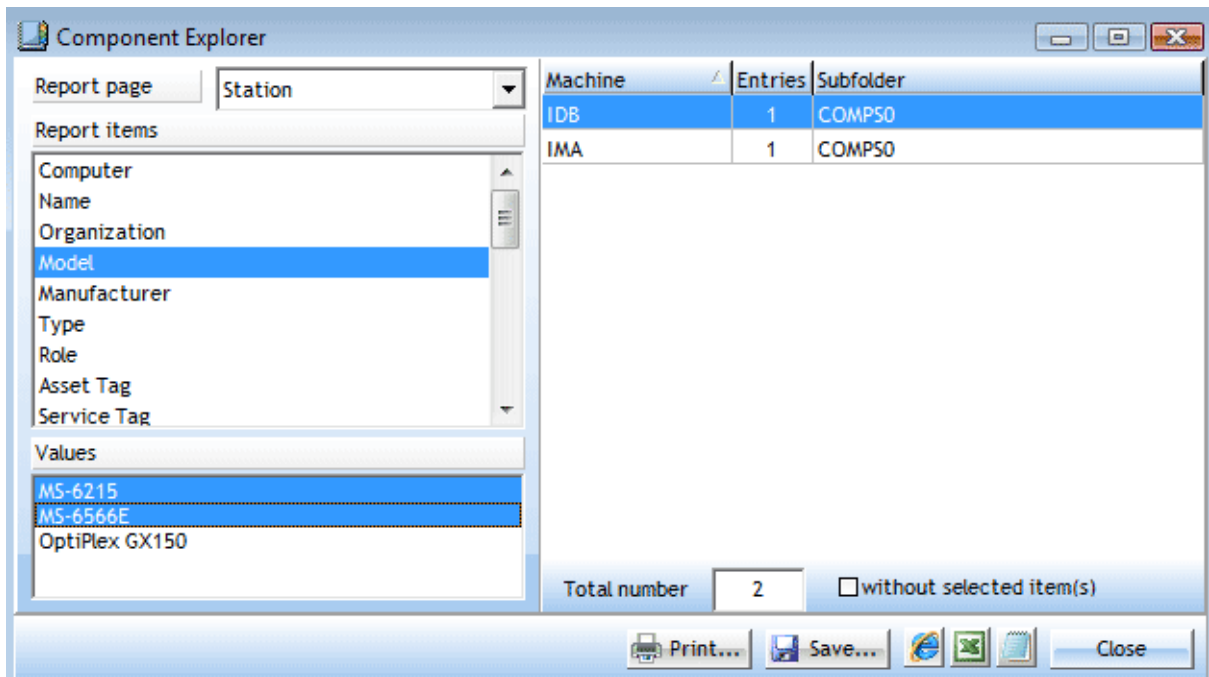 Component Explorer
Report page
Station
Report items
Computer
Name
Organization
Model
Manufacturer
Type
Role
Asset Tag
Service Tag
Values
MS-6215
MS-6566E
OptiPlex GX150
Machine Entries Subfolder
IDB 1 COMPS0
IMA 1 COMPS0
Total number 2 without selected item(s)
Print... Save... Close